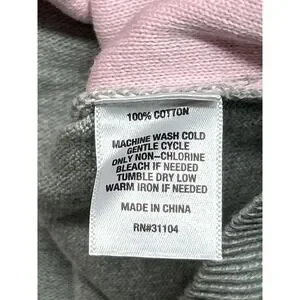 100% COTTON
MACHINE WASH COLD
GENTLE CYCLE
ONLY NON-CHLORINE
BLEACH IF NEEDED
TUMBLE DRY LOW
WARM IRON IF NEEDED
MADE IN CHINA
RN#31104